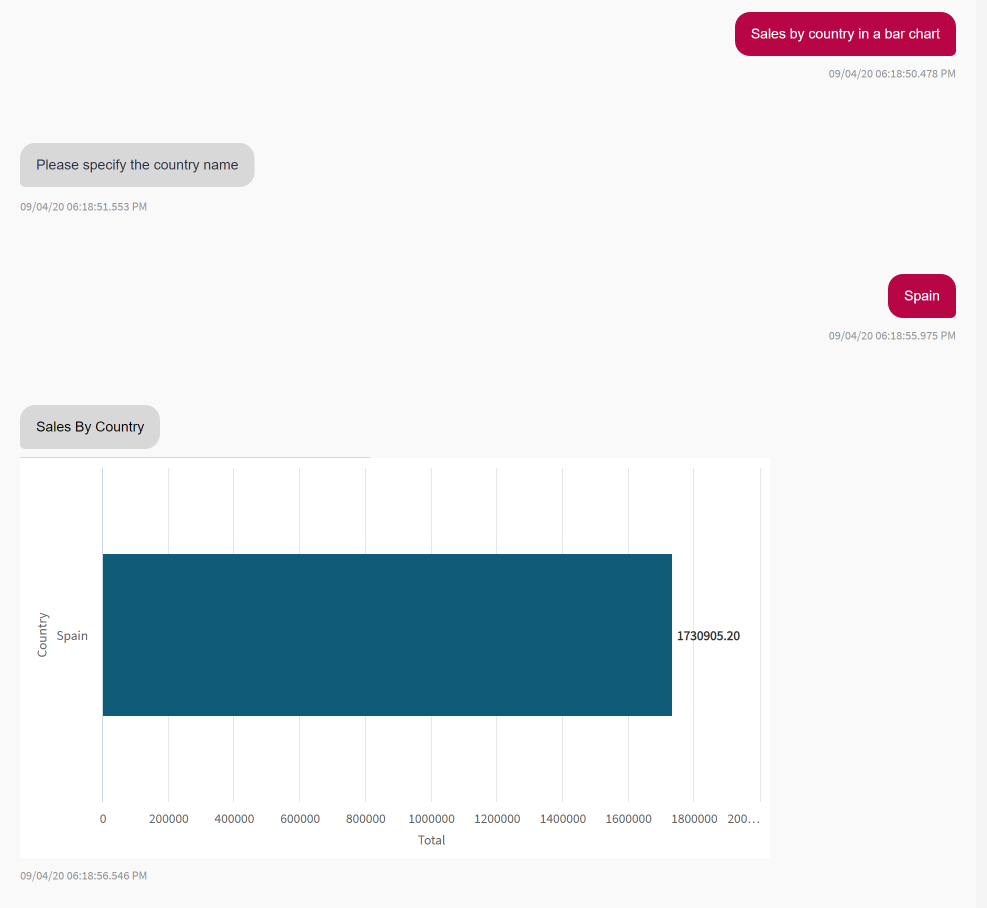 Sales by country in a bar chart
09/04/20 06:18:50.478 PM
Please specify the country name
09/04/20 06:18:51.553 PM
Spain
09/04/20 06:18:55.975 PM
Sales By Country
Country
Spain
1730905.20
0 200000 400000 600000 800000 1000000 1200000 1400000 1600000 1800000 200…
Total
09/04/20 06:18:56.546 PM